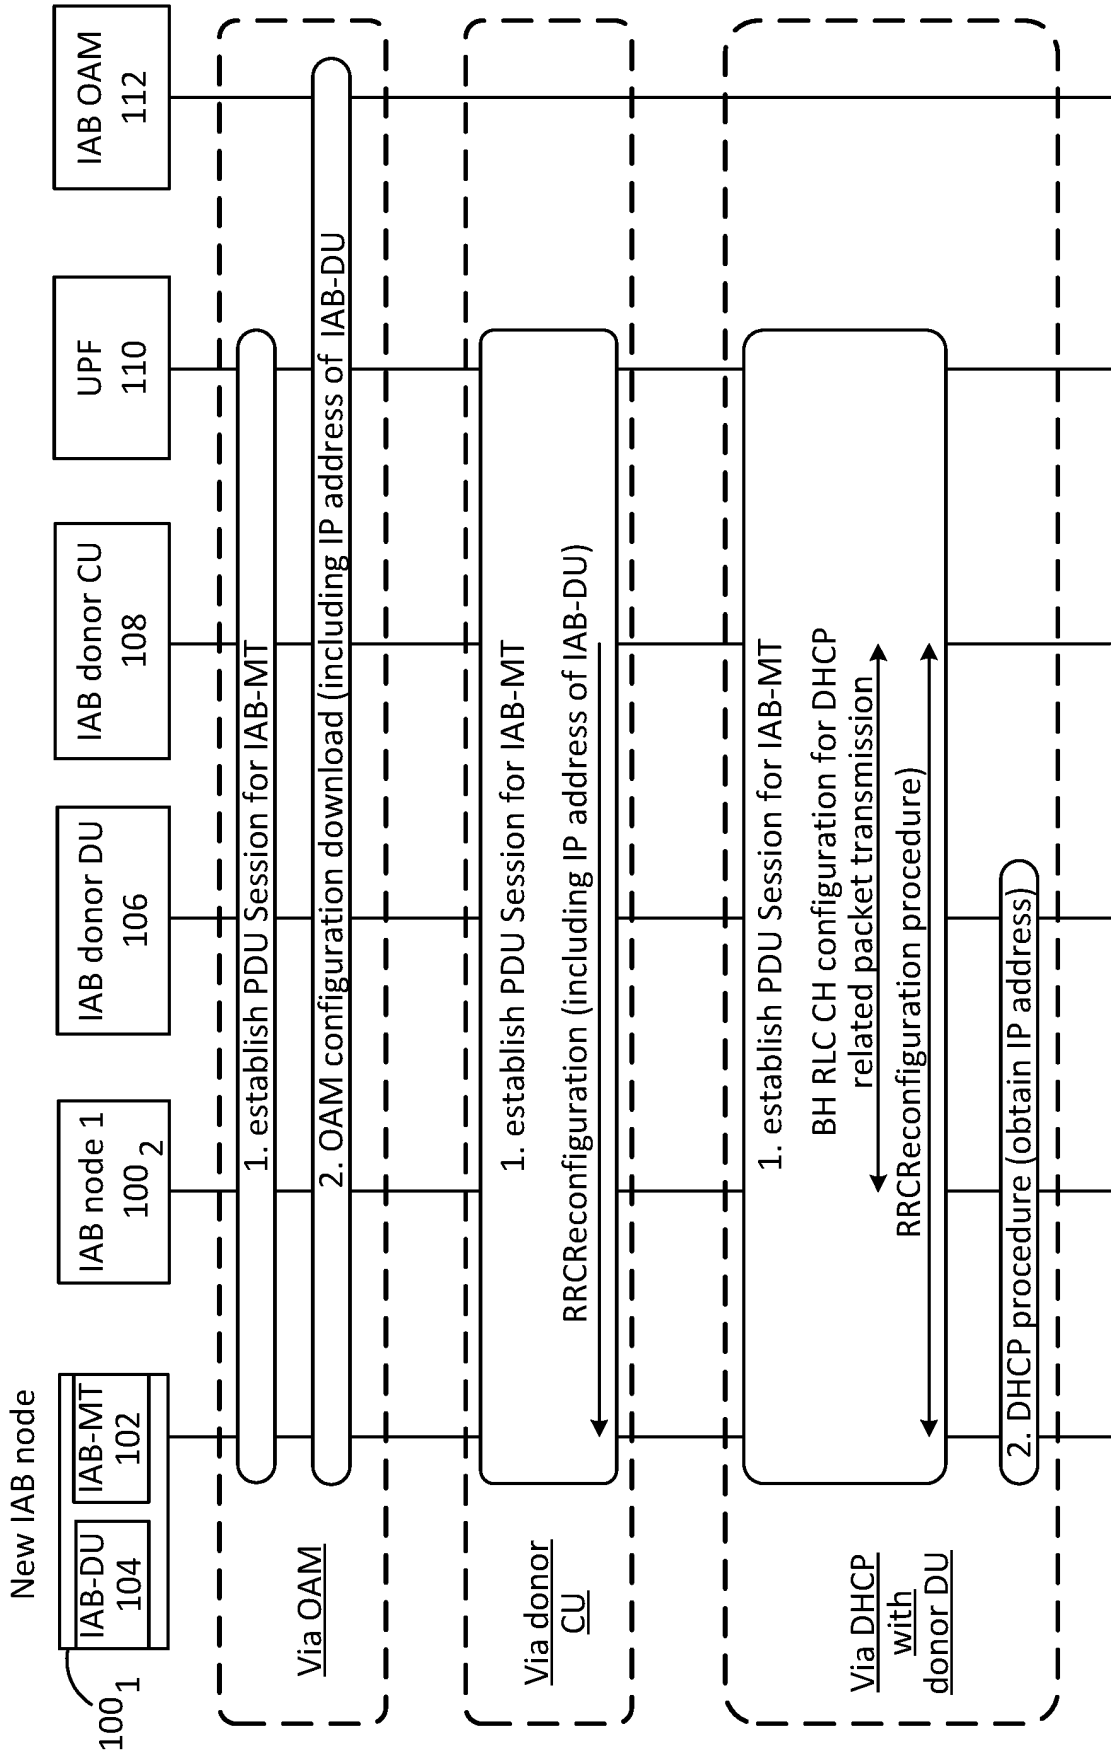 New IAB node
100 1
IAB-DU
104
IAB-MT
102
IAB node 1
100 2
IAB donor DU
106
IAB donor CU
108
UPF
110
IAB OAM
112
Via OAM
1. establish PDU Session for IAB-MT
2. OAM configuration download (including IP address of IAB-DU
Via donor
CU
1. establish PDU Session for IAB-MT
RRCReconfiguration (including IP address of IAB-DU)
Via DHCP
with
donor DU
1. establish PDU Session for IAB-MT
BH RLC CH configuration for DHCP
related packet transmission
RRCReconfiguration procedure)
2. DHCP procedure (obtain IP address)